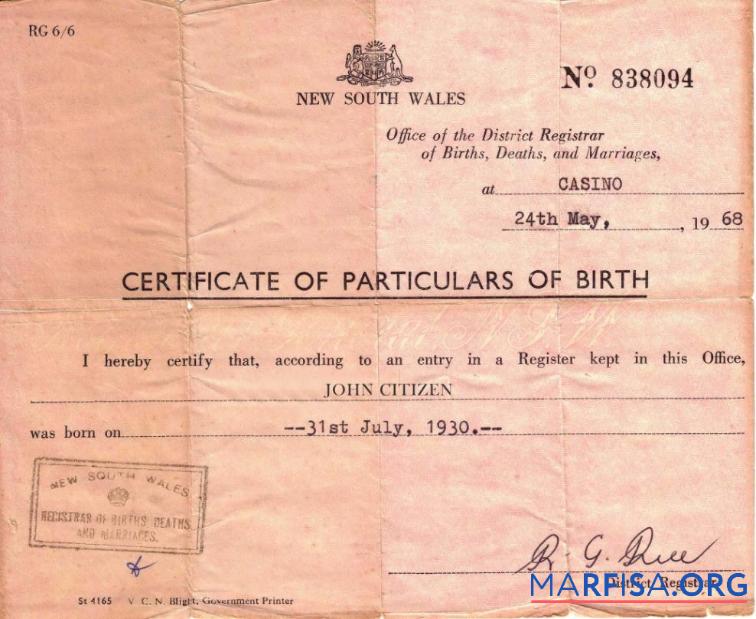 RG 6/6
NEW SOUTH WALES
Nº 838094
Office of the District Registrar
of Births, Deaths, and Marriages,
at CASINO
24th May, , 19 68
CERTIFICATE OF PARTICULARS OF BIRTH
I hereby certify that, according to an entry in a Register kept in this Office,
JOHN CITIZEN
was born on --31st July, 1930.--
NEW SOUTH WALES
REGISTRAR OF BIRTHS DEATHS
AND MARRIAGES.
R. G. Rice
District Registrar
MARFISA.ORG
St 4165 V. C. N. Blight, Government Printer